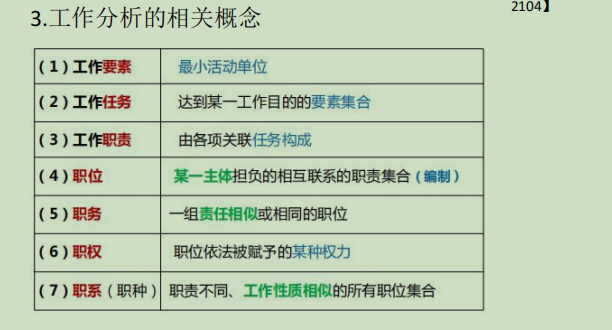 2104】
3.工作分析的相关概念
（1）工作要素 最小活动单位
（2）工作任务 达到某一工作目的的要素集合
（3）工作职责 由各项关联任务构成
（4）职位 某一主体担负的相互联系的职责集合（编制）
（5）职务 一组责任相似或相同的职位
（6）职权 职位依法被赋予的某种权力
（7）职系（职种） 职责不同、工作性质相似的所有职位集合